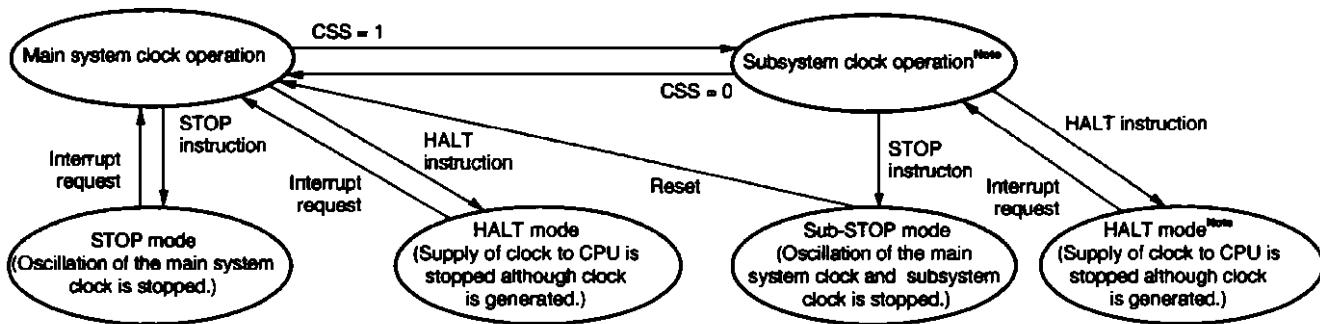 CSS = 1
Main system clock operation
Subsystem clock operation Note
CSS = 0
STOP
instruction
HALT
instruction
HALT instruction
Interrupt
request
Interrupt
request
Reset
STOP
instructon
Interrupt
request
STOP mode
(Oscillation of the main system
clock is stopped.)
HALT mode
(Supply of clock to CPU is
stopped although clock
is generated.)
Sub-STOP mode
(Oscillation of the main
system clock and subsystem
clock is stopped.)
HALT mode Note
(Supply of clock to CPU is
stopped although clock
is generated.)